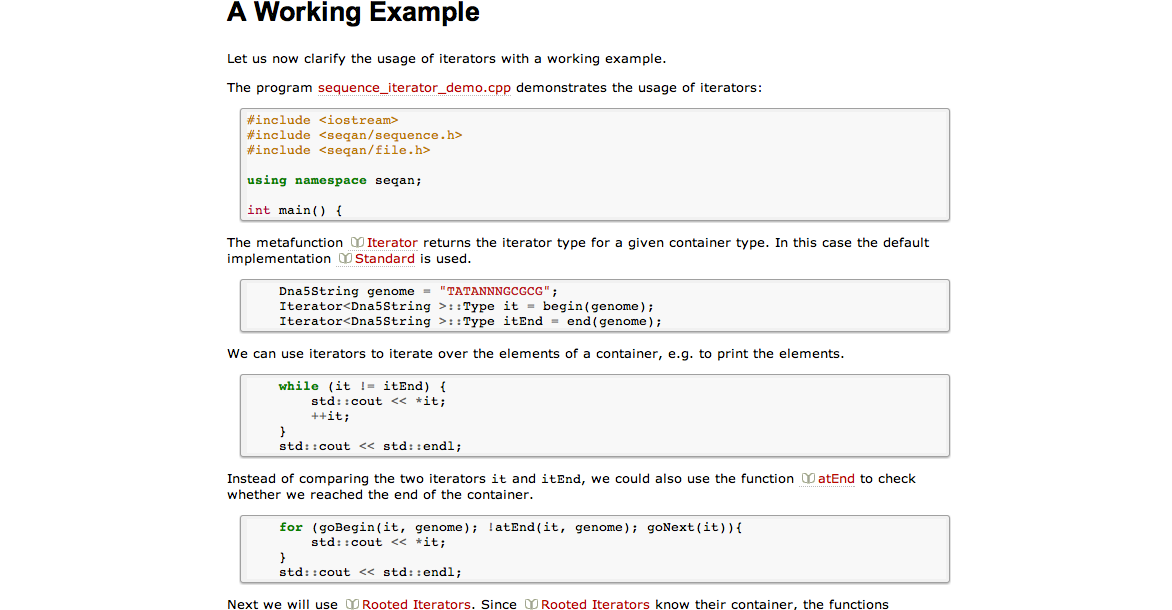 A Working Example
Let us now clarify the usage of iterators with a working example.
The program sequence_iterator_demo.cpp demonstrates the usage of iterators:
#include <iostream>
#include <seqan/sequence.h>
#include <seqan/file.h>
using namespace seqan;
int main() {
The metafunction Iterator returns the iterator type for a given container type. In this case the default
implementation Standard is used.
Dna5String genome = "TATANNNGCGCG";
Iterator<Dna5String >::Type it = begin(genome);
Iterator<Dna5String >::Type itEnd = end(genome);
We can use iterators to iterate over the elements of a container, e.g. to print the elements.
while (it != itEnd) {
std::cout << *it;
++it;
}
std::cout << std::endl;
Instead of comparing the two iterators it and itEnd, we could also use the function atEnd to check
whether we reached the end of the container.
for (goBegin(it, genome); !atEnd(it, genome); goNext(it)){
std::cout << *it;
}
std::cout << std::endl;
Next we will use Rooted Iterators. Since Rooted Iterators know their container, the functions